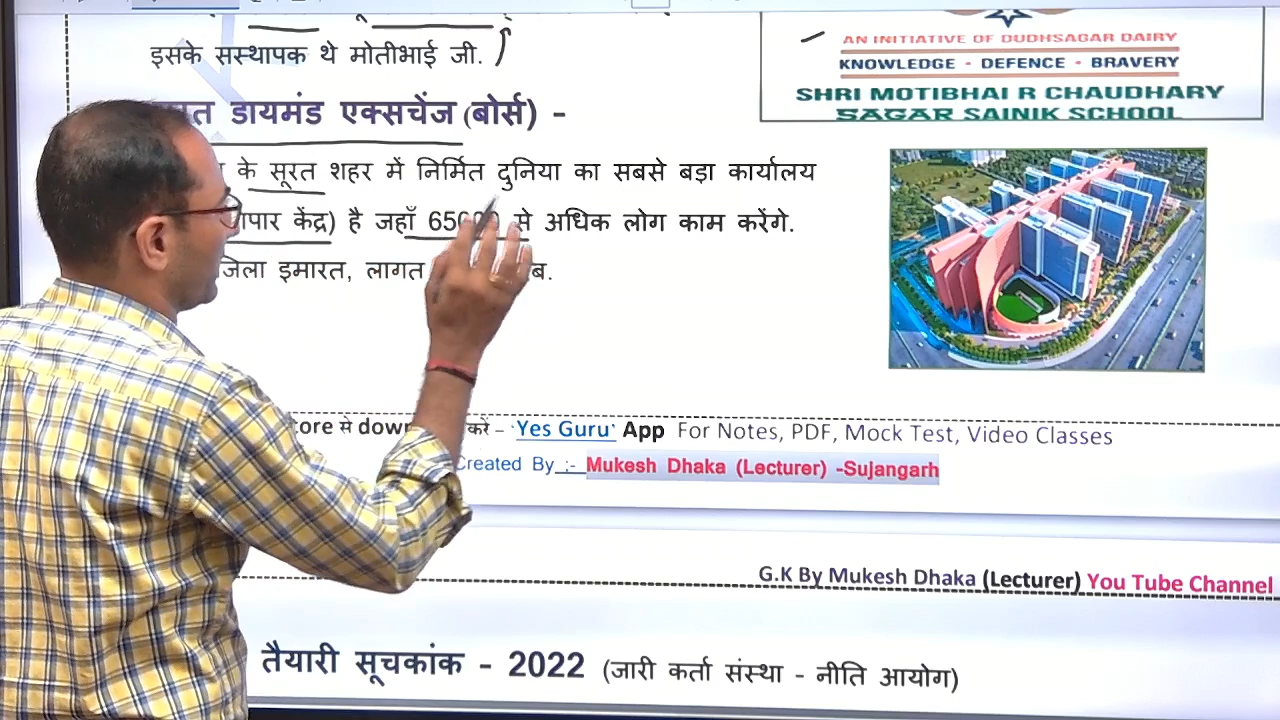 इसके सस्थापक थे मोतीभाई जी.
AN INITIATIVE OF DUDHSAGAR DAIRY
KNOWLEDGE - DEFENCE - BRAVERY
SHRI MOTIBHAI R CHAUDHARY
SAGAR SAINIK SCHOOL
डायमंड एक्सचेंज (बोर्स) -
के सूरत शहर में निर्मित दुनिया का सबसे बड़ा कार्यालय
केंद्र) है जहाँ से अधिक लोग काम करेंगे.
इमारत, लागत
से करें – 'Yes Guru' App For Notes, PDF, Mock Test, Video Classes
Created By :- Mukesh Dhaka (Lecturer) -Sujangarh
G.K By Mukesh Dhaka (Lecturer) You Tube Channel
तैयारी सूचकांक - 2022 (जारी कर्ता संस्था - नीति आयोग)